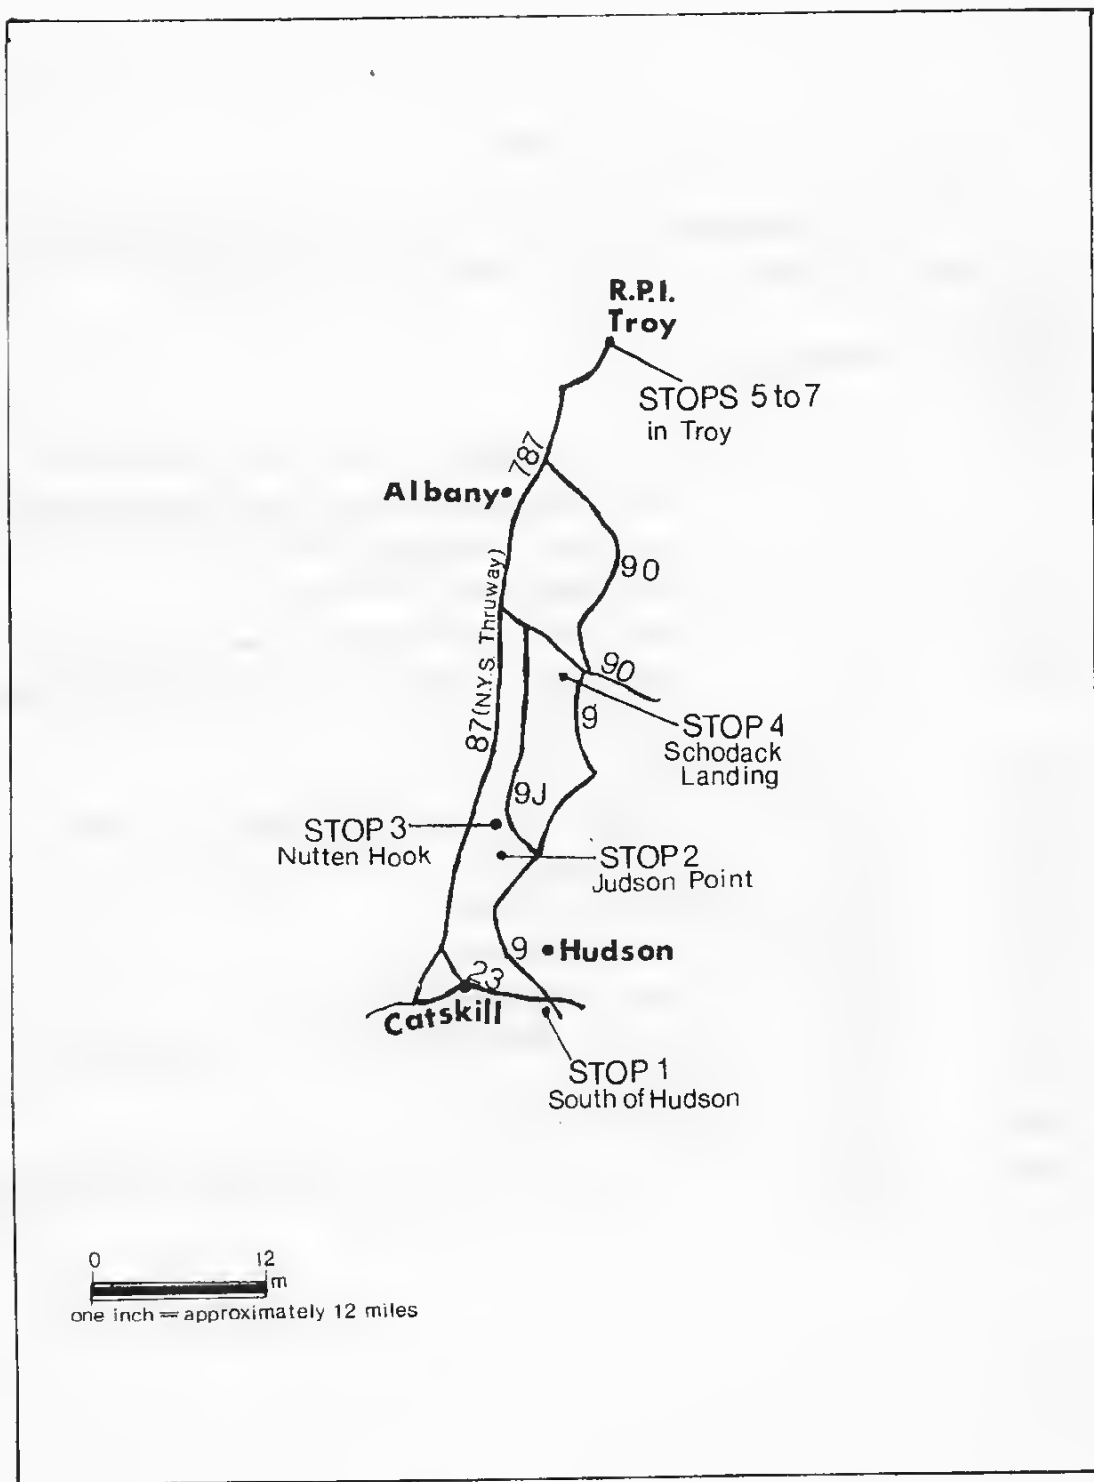 R.P.I.
Troy
STOPS 5 to 7
in Troy
787
Albany
90
87 (N.Y.S. Thruway)
90
9
STOP 4
Schodack
Landing
9J
STOP 3
Nutten Hook
STOP 2
Judson Point
9
Hudson
23
Catskill
STOP 1
South of Hudson
0 12
m
one inch = approximately 12 miles